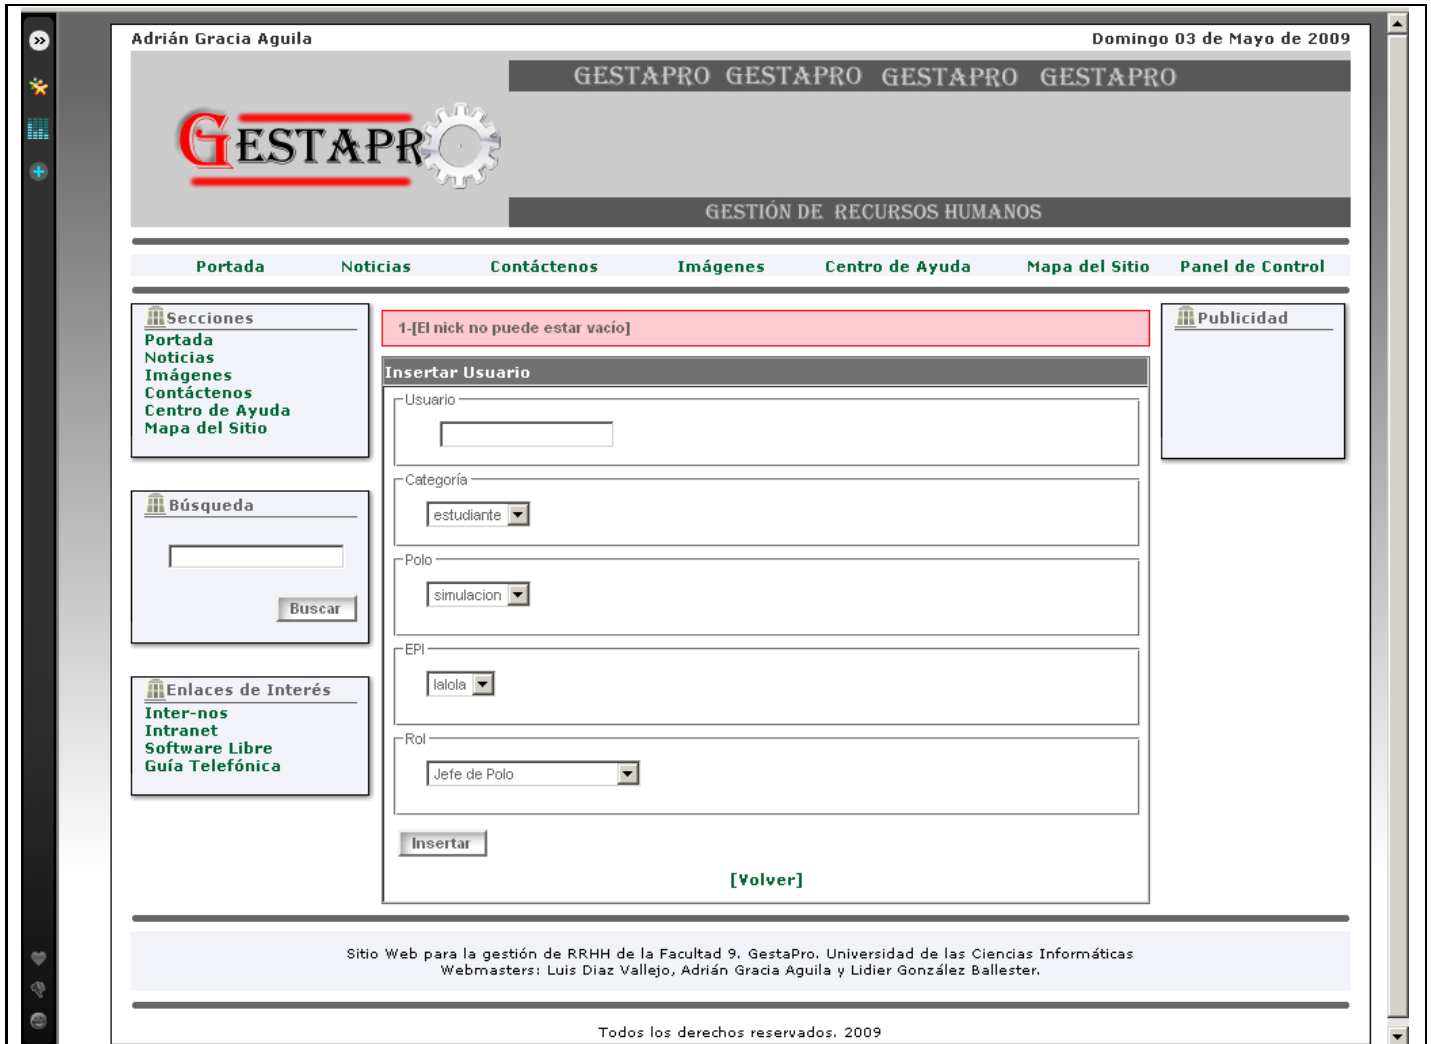 Adrián Gracia Aguila
Domingo 03 de Mayo de 2009
GESTAPRO GESTAPRO GESTAPRO GESTAPRO
GESTAPRO
GESTIÓN DE RECURSOS HUMANOS
Portada Noticias Contáctenos Imágenes Centro de Ayuda Mapa del Sitio Panel de Control
Secciones
Portada
Noticias
Imágenes
Contáctenos
Centro de Ayuda
Mapa del Sitio
Búsqueda
Buscar
Enlaces de Interés
Inter-nos
Intranet
Software Libre
Guía Telefónica
1-[El nick no puede estar vacío]
Insertar Usuario
Usuario
Categoría
estudiante
Polo
simulacion
EPI
lalola
Rol
Jefe de Polo
Insertar
[Volver]
Publicidad
Sitio Web para la gestión de RRHH de la Facultad 9. GestaPro. Universidad de las Ciencias Informáticas
Webmasters: Luis Diaz Vallejo, Adrián Gracia Aguila y Lidier González Ballester.
Todos los derechos reservados. 2009